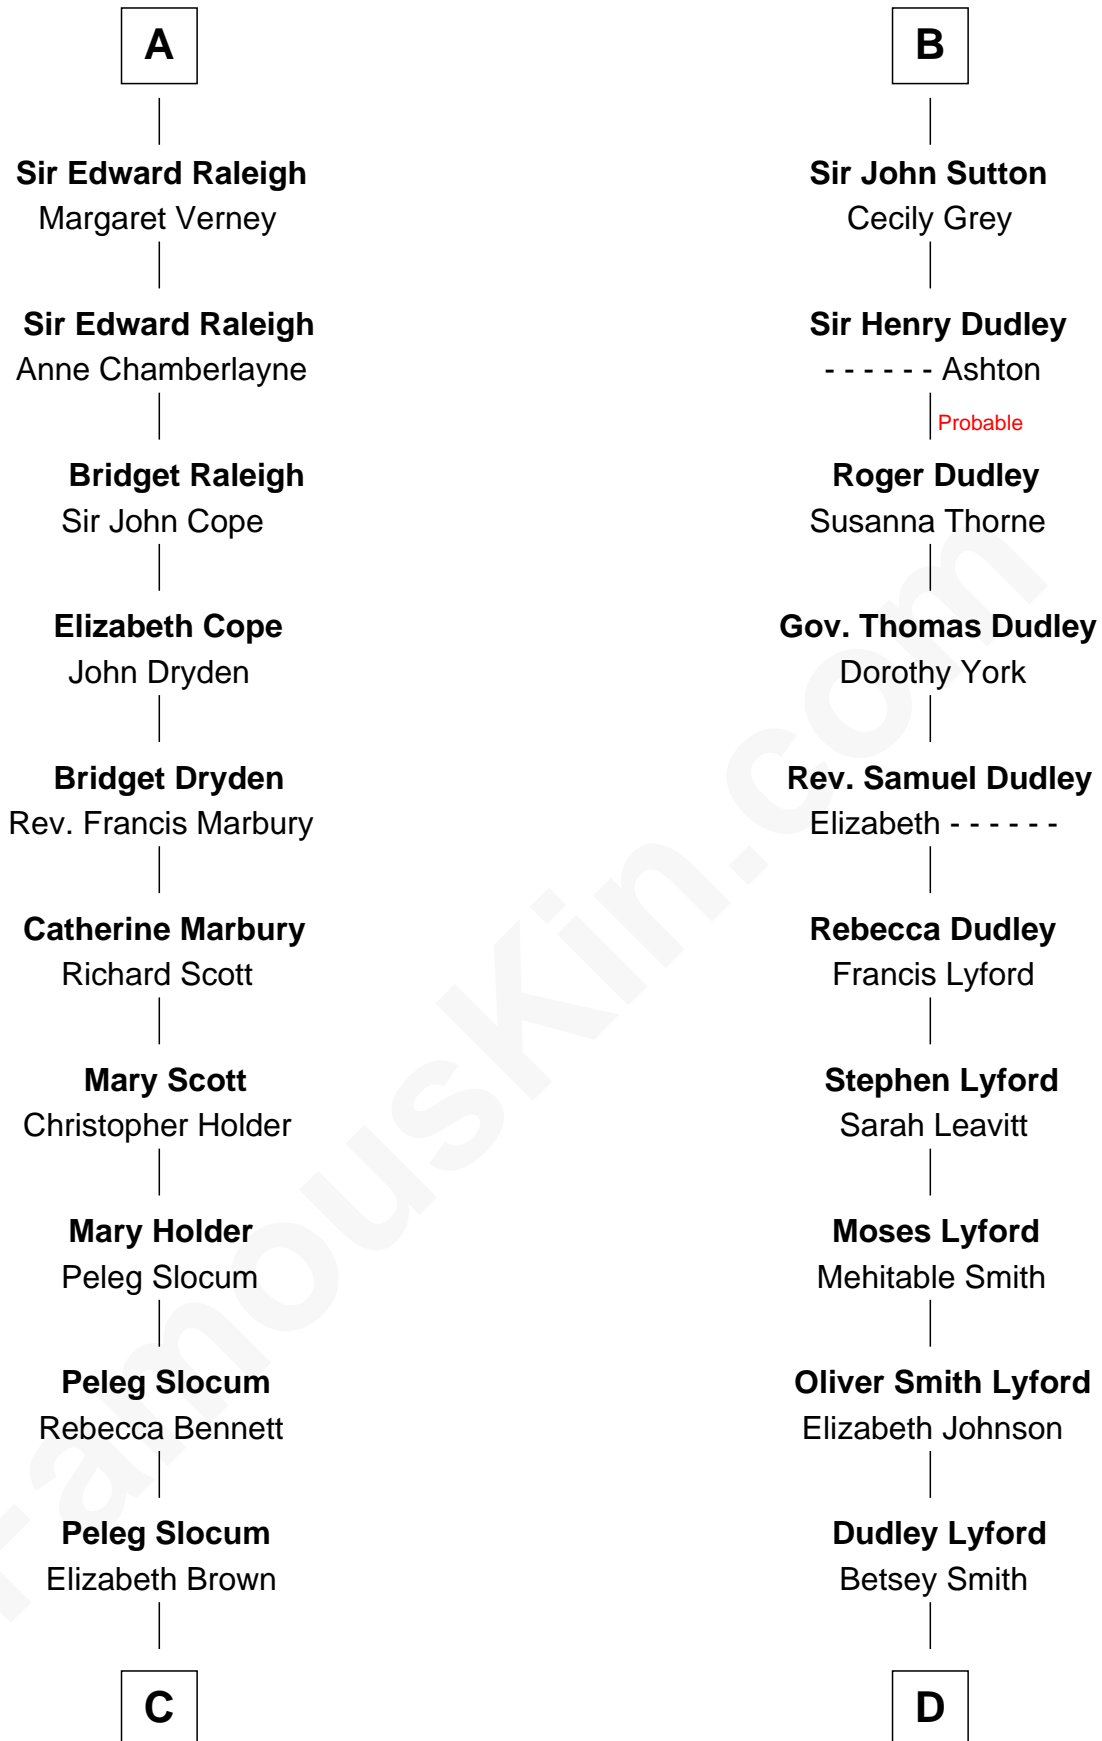 A
Sir Edward Raleigh
Margaret Verney
Sir Edward Raleigh
Anne Chamberlayne
Bridget Raleigh
Sir John Cope
Elizabeth Cope
John Dryden
Bridget Dryden
Rev. Francis Marbury
Catherine Marbury
Richard Scott
Mary Scott
Christopher Holder
Mary Holder
Peleg Slocum
Peleg Slocum
Rebecca Bennett
Peleg Slocum
Elizabeth Brown
C
B
Sir John Sutton
Cecily Grey
Sir Henry Dudley
- - - - - - Ashton
Probable
Roger Dudley
Susanna Thorne
Gov. Thomas Dudley
Dorothy York
Rev. Samuel Dudley
Elizabeth - - - - - -
Rebecca Dudley
Francis Lyford
Stephen Lyford
Sarah Leavitt
Moses Lyford
Mehitable Smith
Oliver Smith Lyford
Elizabeth Johnson
Dudley Lyford
Betsey Smith
D
FamousKin.com